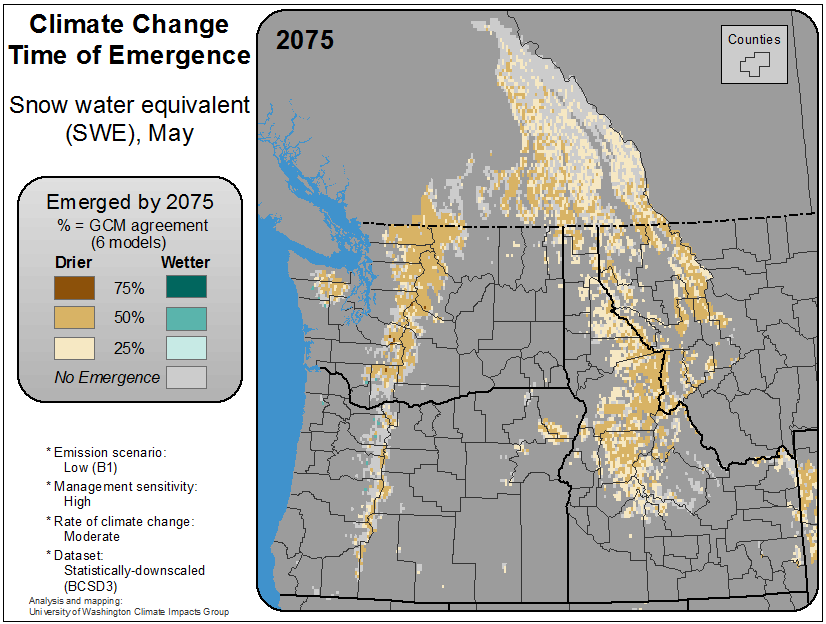 Climate Change
Time of Emergence
Snow water equivalent
(SWE), May
Emerged by 2075
% = GCM agreement
(6 models)
Drier Wetter
75%
50%
25%
No Emergence
* Emission scenario:
Low (B1)
* Management sensitivity:
High
* Rate of climate change:
Moderate
* Dataset:
Statistically-downscaled
(BCSD3)
Analysis and mapping:
University of Washington Climate Impacts Group
2075
Counties